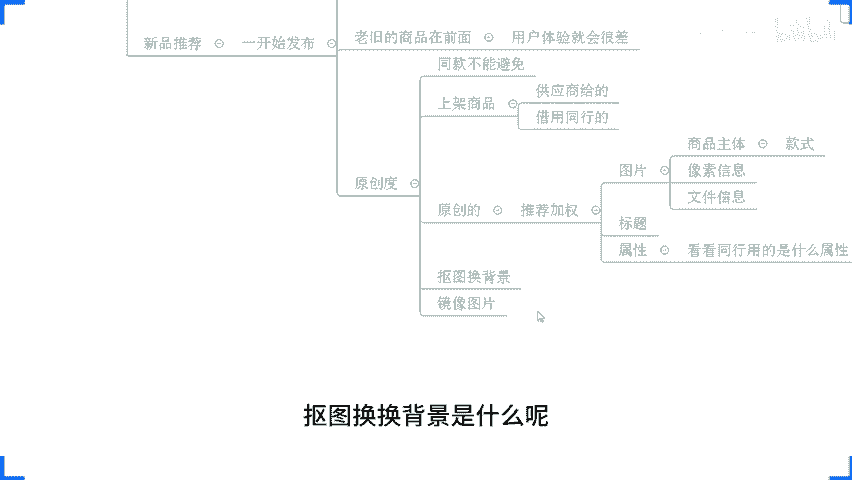 老旧的商品在前面 用户体验就会很差
新品推荐 一开始发布
同款不能避免
供应商给的
上架商品
借用同行的
商品主体 款式
图片 像素信息
文件信息
原创度
原创的 推荐加权
标题
属性 看看同行用的是什么属性
抠图换背景
镜像图片
抠图换换背景是什么呢